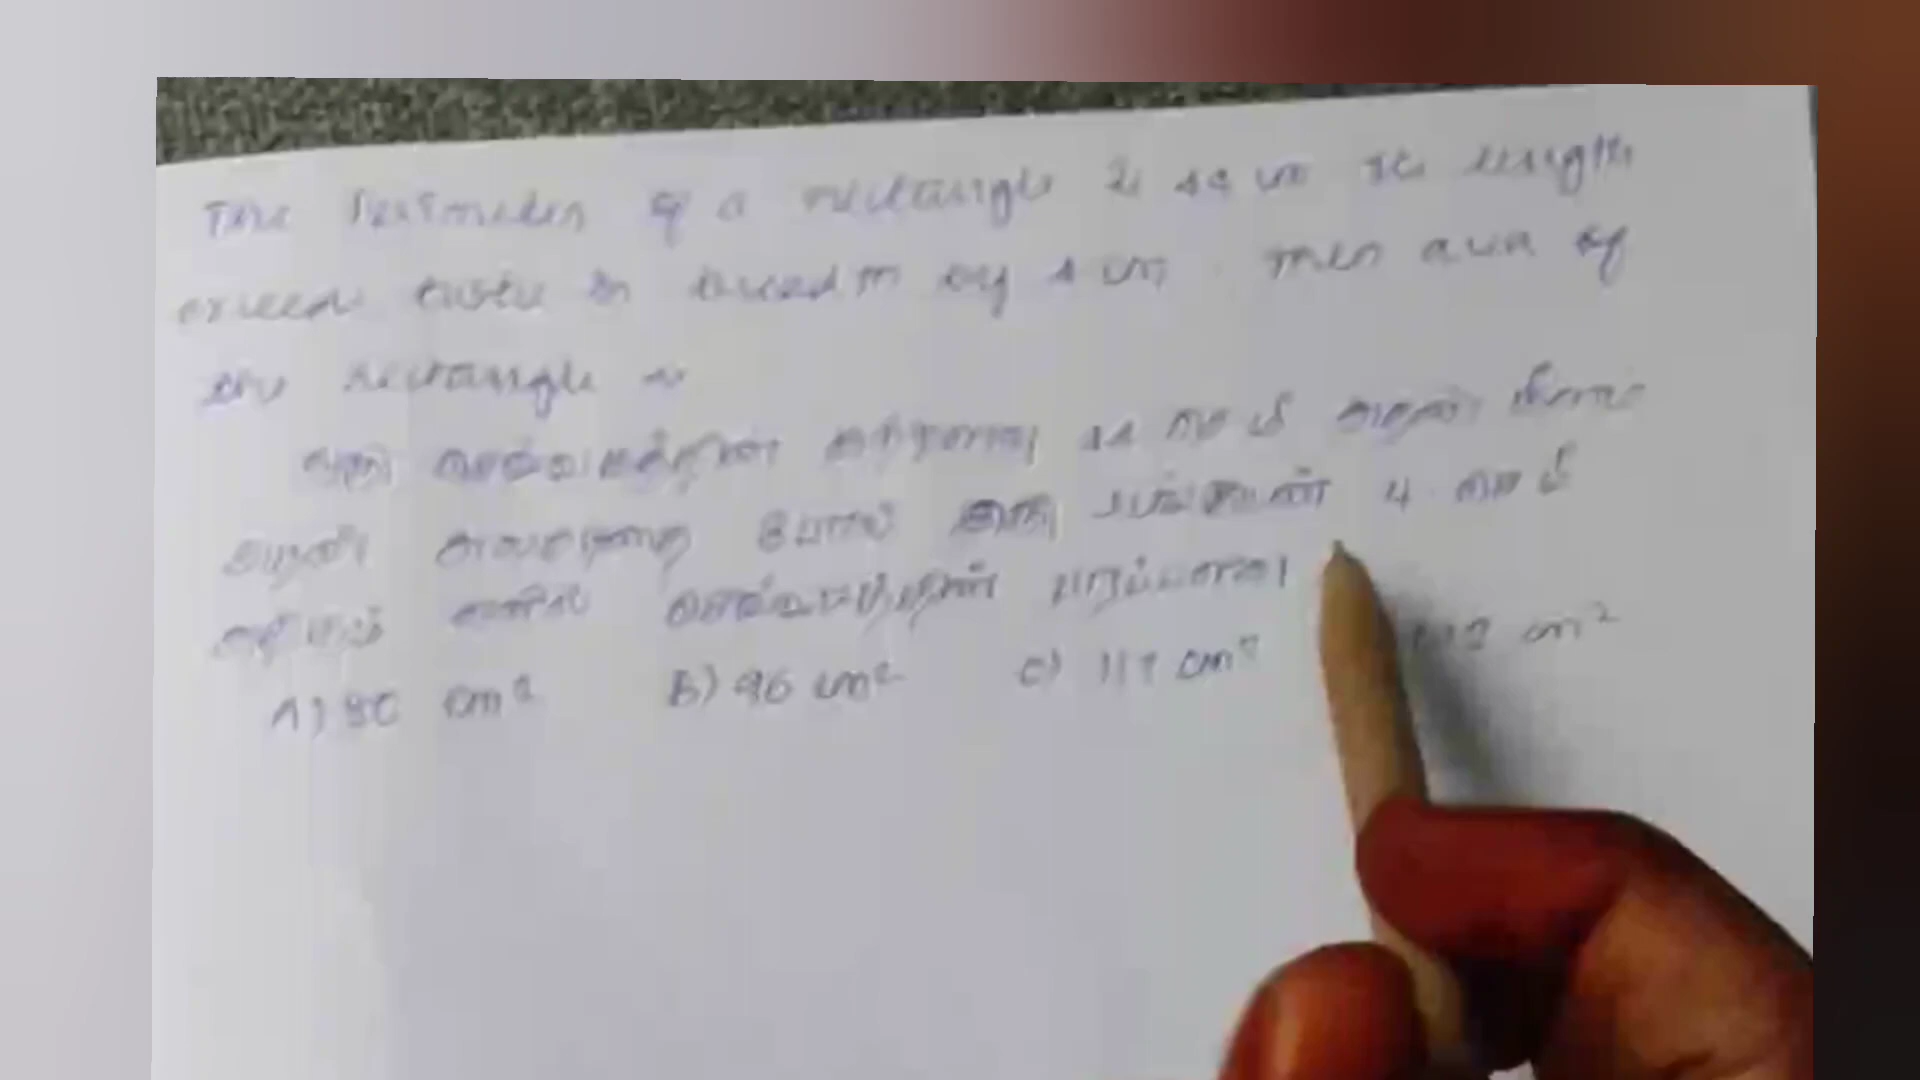 The Perimeter of a rectangle is 44 cm its length
exceeds twice its breadth by 4 cm. Then area of
the rectangle is
ஒரு செவ்வகத்தின் சுற்றளவு 44 செ மீ அதன் நீளம்
அதன் அகலத்தை போல் இரு மடங்குடன் 4 செ மீ
அதிகம் எனில் செவ்வகத்தின் பரப்பளவு
A) 80 cm² B) 96 cm² C) cm² cm²